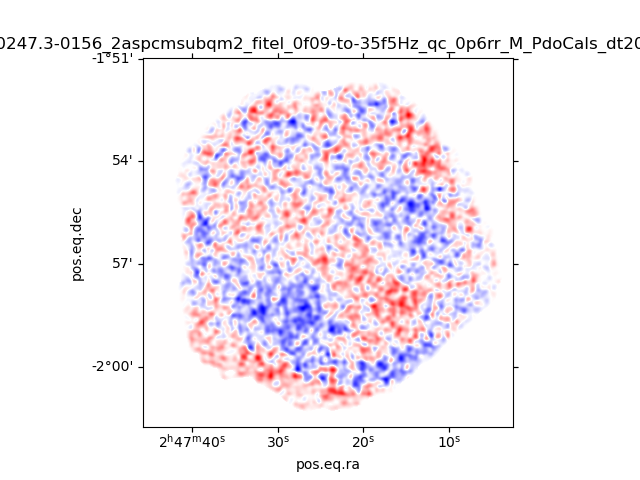 0247.3-0156_2aspcmsubqm2_fitel_0f09-to-35f5Hz_qc_0p6rr_M_PdoCals_dt20
-1°51'
54'
57'
-2°00'
pos.eq.dec
2h47m40s 30s 20s 10s
pos.eq.ra